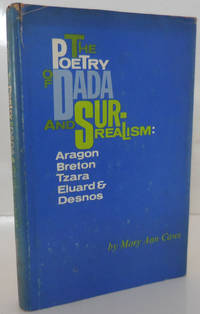 THE
POETRY
OF DADA
AND SUR-
REALISM:
Aragon
Breton
Tzara
Eluard &
Desnos
by Mary Ann Caws